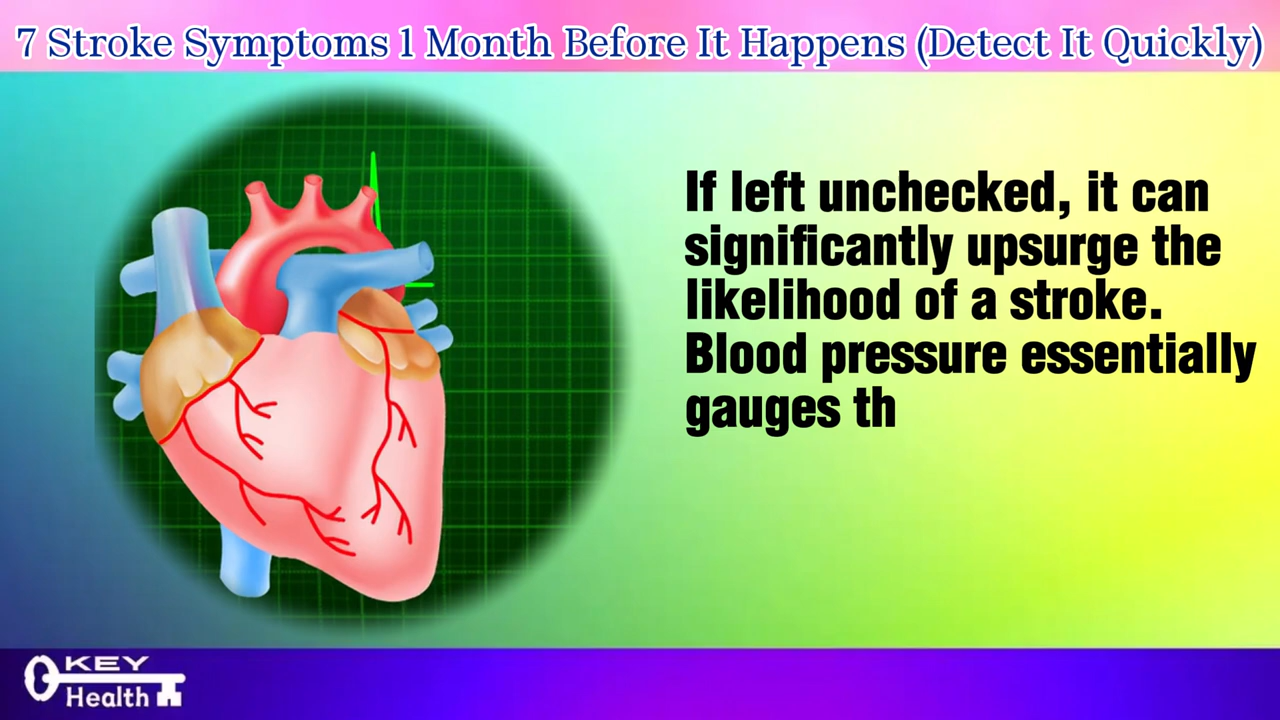 7 Stroke Symptoms 1 Month Before It Happens (Detect It Quickly)
If left unchecked, it can
significantly upsurge the
likelihood of a stroke.
Blood pressure essentially
gauges th
KEY
Health